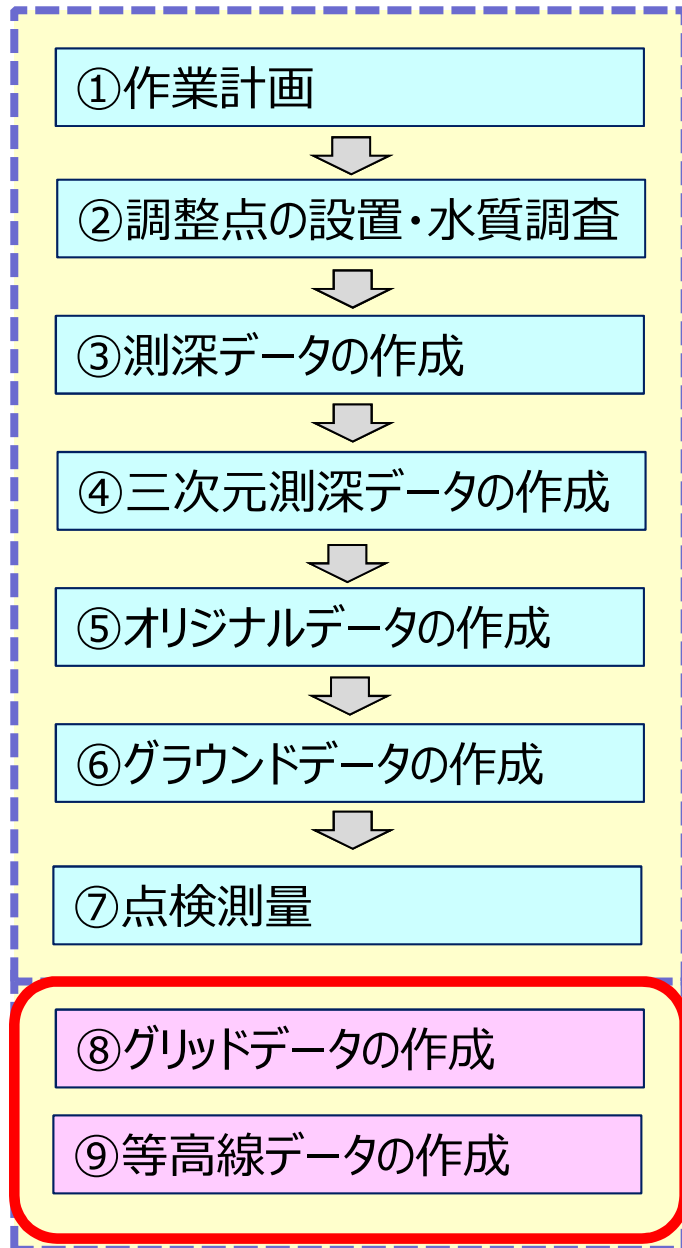 ①作業計画
②調整点の設置・水質調査
③測深データの作成
④三次元測深データの作成
⑤オリジナルデータの作成
⑥グラウンドデータの作成
⑦点検測量
⑧グリッドデータの作成
⑨等高線データの作成